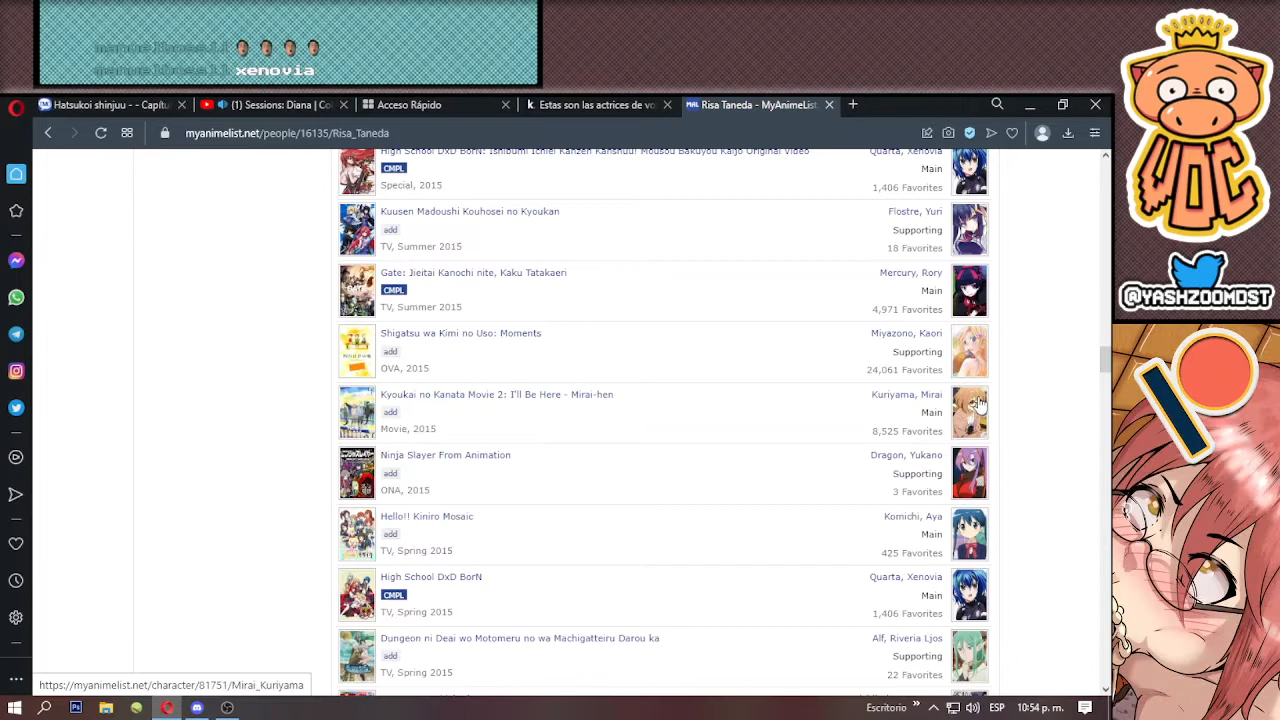 xenovia
Hatsukoi shinjuu - - Capítu
(1) Sessions: Diana | Co
Acceso Rápido
k. Estas son las actrices de vo
MAL Risa Taneda - MyAnimeList
myanimelist.net/people/16135/Risa_Taneda
High School DxD BorN: Ishibumi Ichiei Kanzen Kanshuu! Mousou Bakuyou Kaijo Original Video
Quarta, Xenovia
CMPL
Main
Special, 2015
1,406 Favorites
Kuusen Madoushi Kouhosei no Kyoukan
Flostre, Yuri
add
Supporting
TV, Summer 2015
18 Favorites
Gate: Jieitai Kanochi nite, Kaku Tatakaeri
Mercury, Rory
CMPL
Main
TV, Summer 2015
4,971 Favorites
Shigatsu wa Kimi no Uso: Moments
Miyazono, Kaori
add
Supporting
OVA, 2015
24,061 Favorites
Kyoukai no Kanata Movie 2: I'll Be Here - Mirai-hen
Kuriyama, Mirai
add
Main
Movie, 2015
8,525 Favorites
Ninja Slayer From Animation
Dragon, Yukano
add
Supporting
ONA, 2015
3 Favorites
Hello!! Kiniro Mosaic
Komichi, Aya
add
Main
TV, Spring 2015
425 Favorites
High School DxD BorN
Quarta, Xenovia
CMPL
Main
TV, Spring 2015
1,406 Favorites
Dungeon ni Deai wo Motomeru no wa Machigatteiru Darou ka
Alf, Riveria Ljos
add
Supporting
TV, Spring 2015
22 Favorites
https://myanimelist.net/character/81751/Mirai_Kuriyama
Escritorio
ESP
10:54 p. m.
@YASHZOOMDST